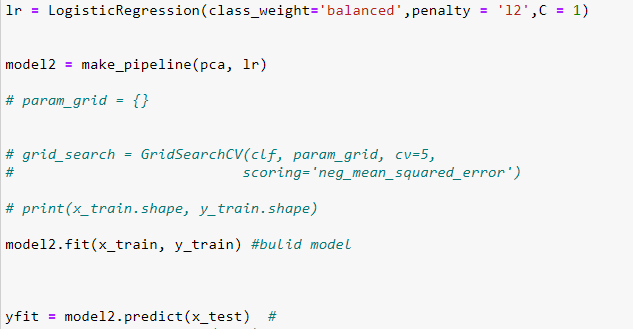 lr = LogisticRegression(class_weight='balanced',penalty = 'l2',C = 1)
model2 = make_pipeline(pca, lr)
# param_grid = {}
# grid_search = GridSearchCV(clf, param_grid, cv=5,
# scoring='neg_mean_squared_error')
# print(x_train.shape, y_train.shape)
model2.fit(x_train, y_train) #bulid model
yfit = model2.predict(x_test) #